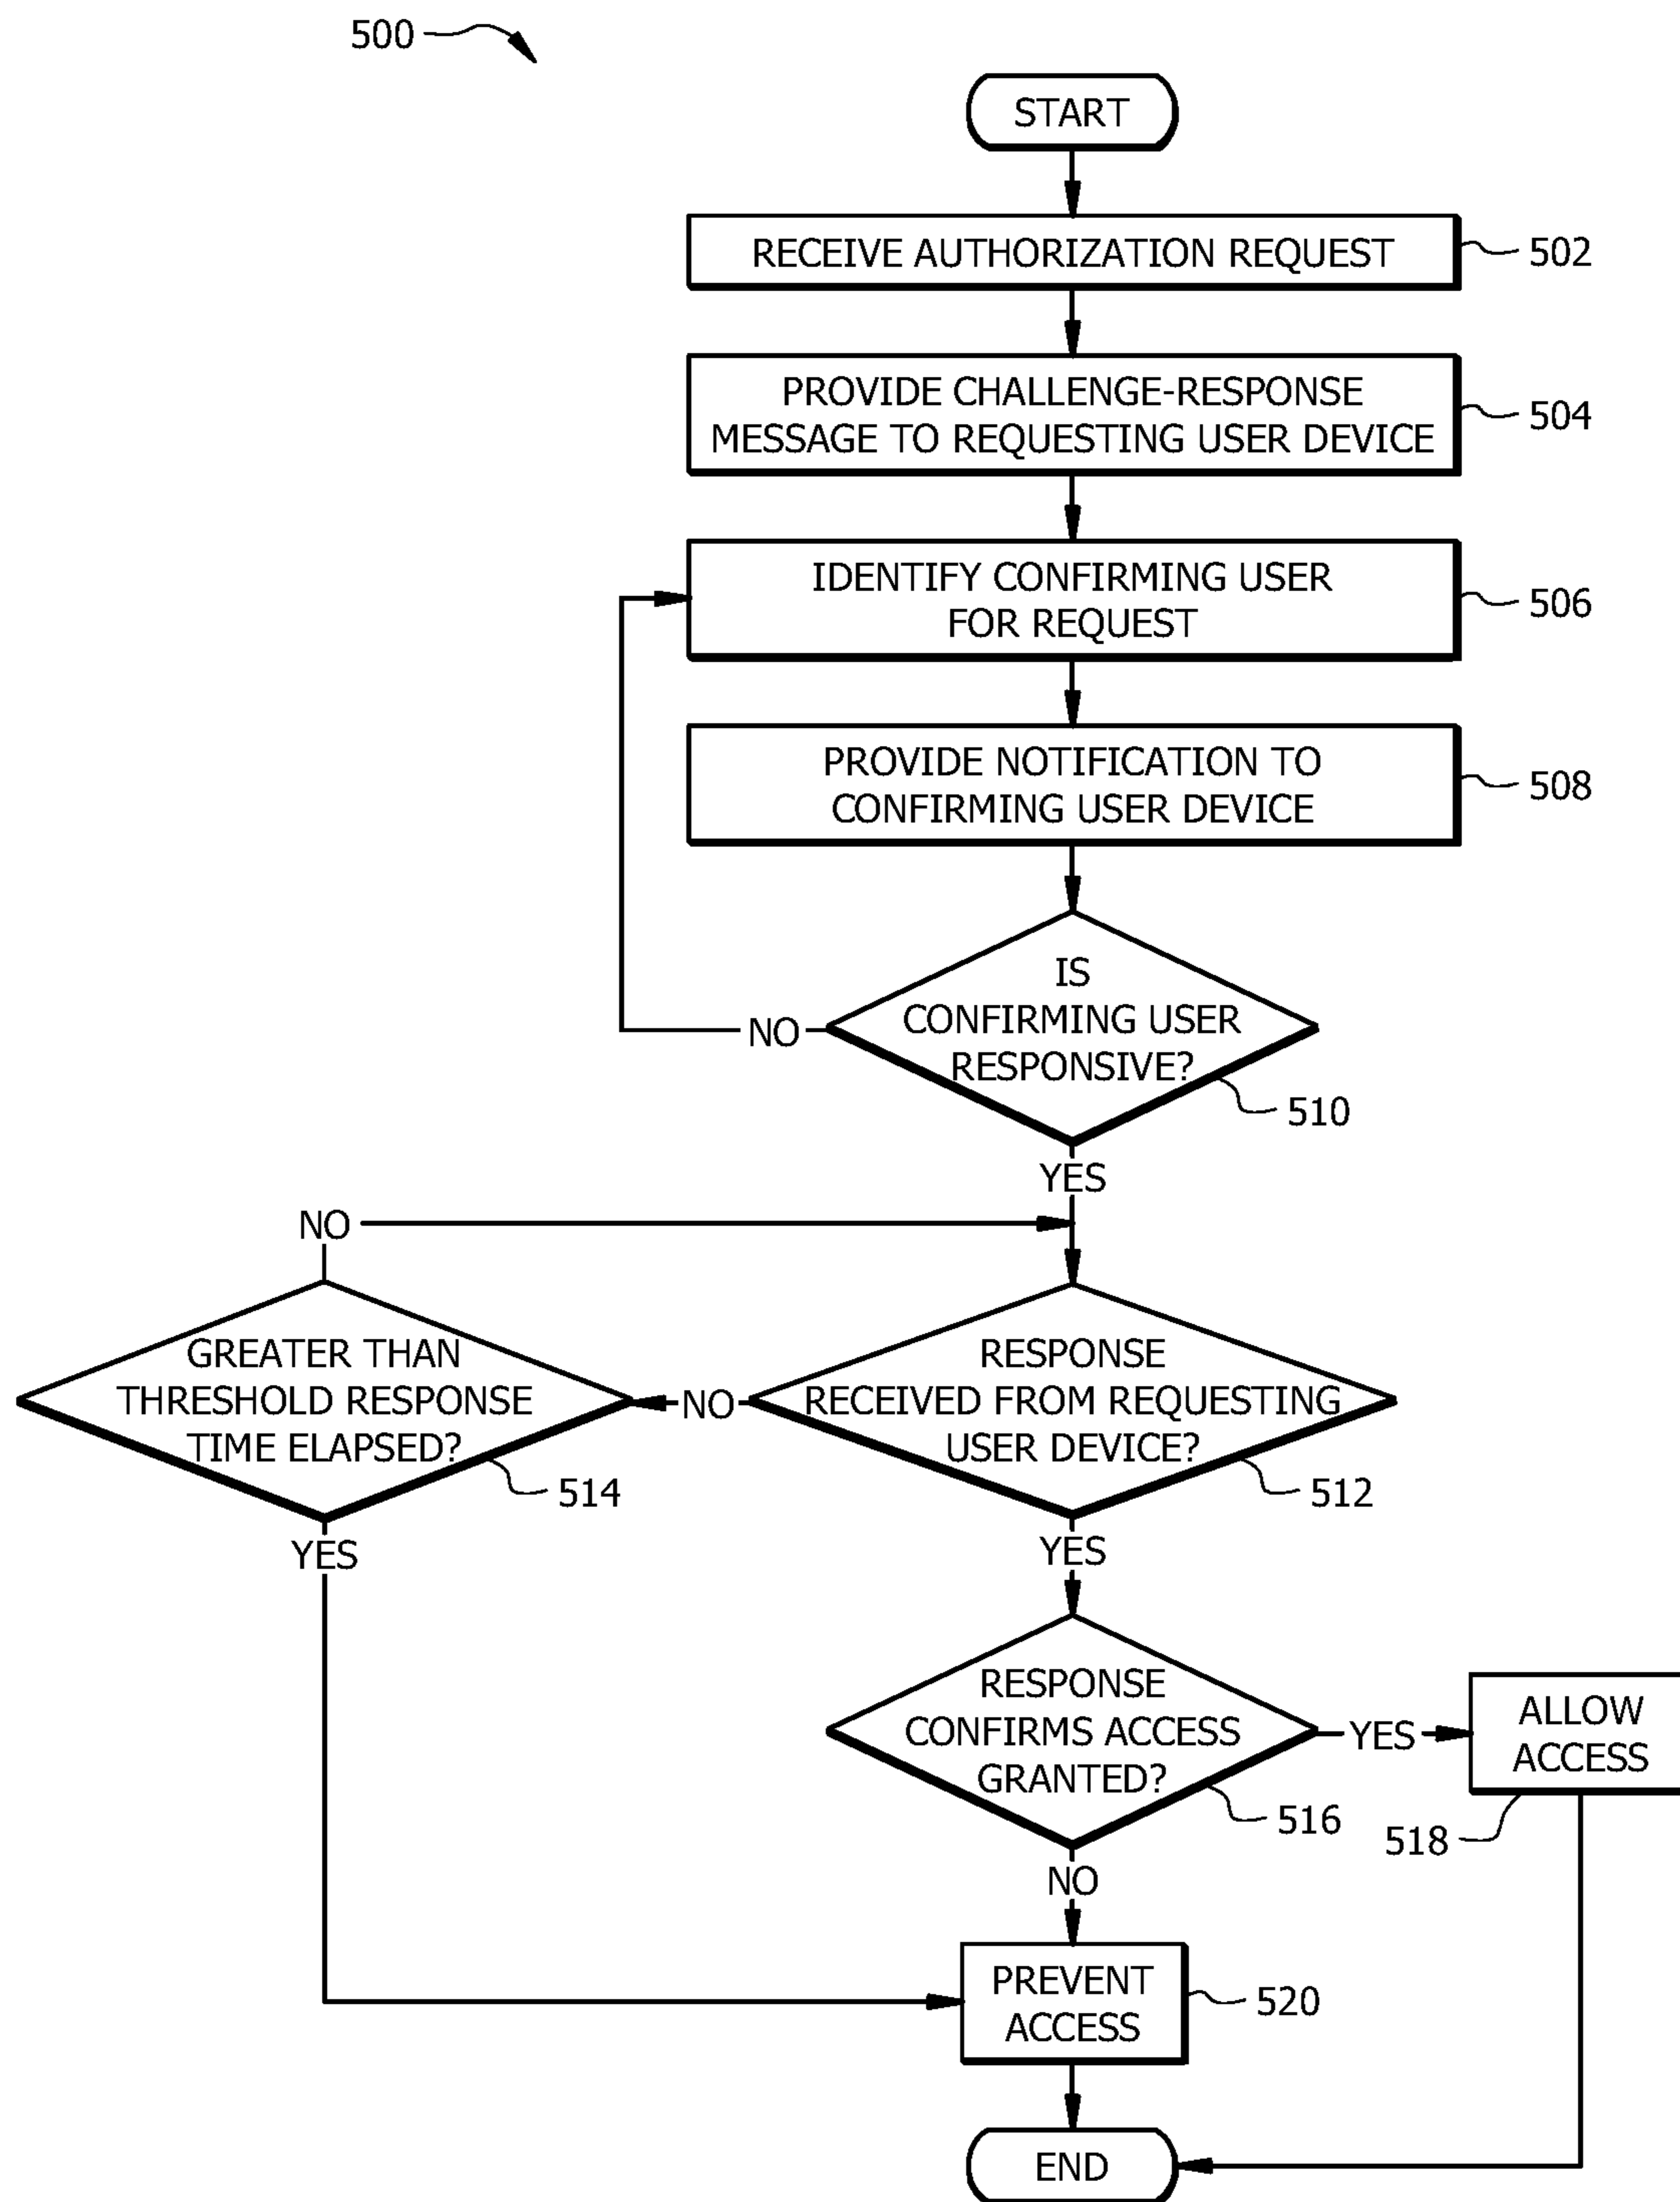 500
START
RECEIVE AUTHORIZATION REQUEST
502
PROVIDE CHALLENGE-RESPONSE
MESSAGE TO REQUESTING USER DEVICE
504
IDENTIFY CONFIRMING USER
FOR REQUEST
506
PROVIDE NOTIFICATION TO
CONFIRMING USER DEVICE
508
IS
CONFIRMING USER
RESPONSIVE?
NO
510
YES
NO
GREATER THAN
THRESHOLD RESPONSE
TIME ELAPSED?
514
NO
RESPONSE
RECEIVED FROM REQUESTING
USER DEVICE?
512
YES
YES
RESPONSE
CONFIRMS ACCESS
GRANTED?
516
YES
ALLOW
ACCESS
518
NO
PREVENT
ACCESS
520
END